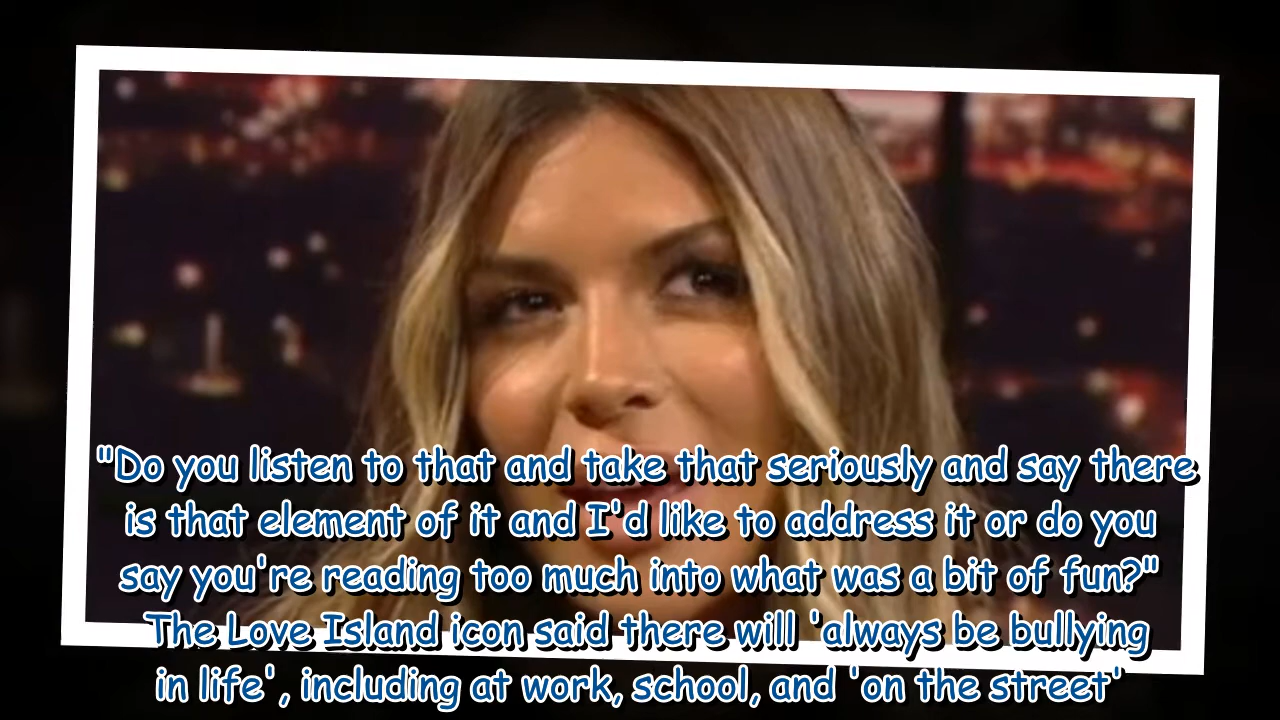 "Do you listen to that and take that seriously and say there
is that element of it and I'd like to address it or do you
say you're reading too much into what was a bit of fun?"
The Love Island icon said there will 'always be bullying
in life', including at work, school, and 'on the street'